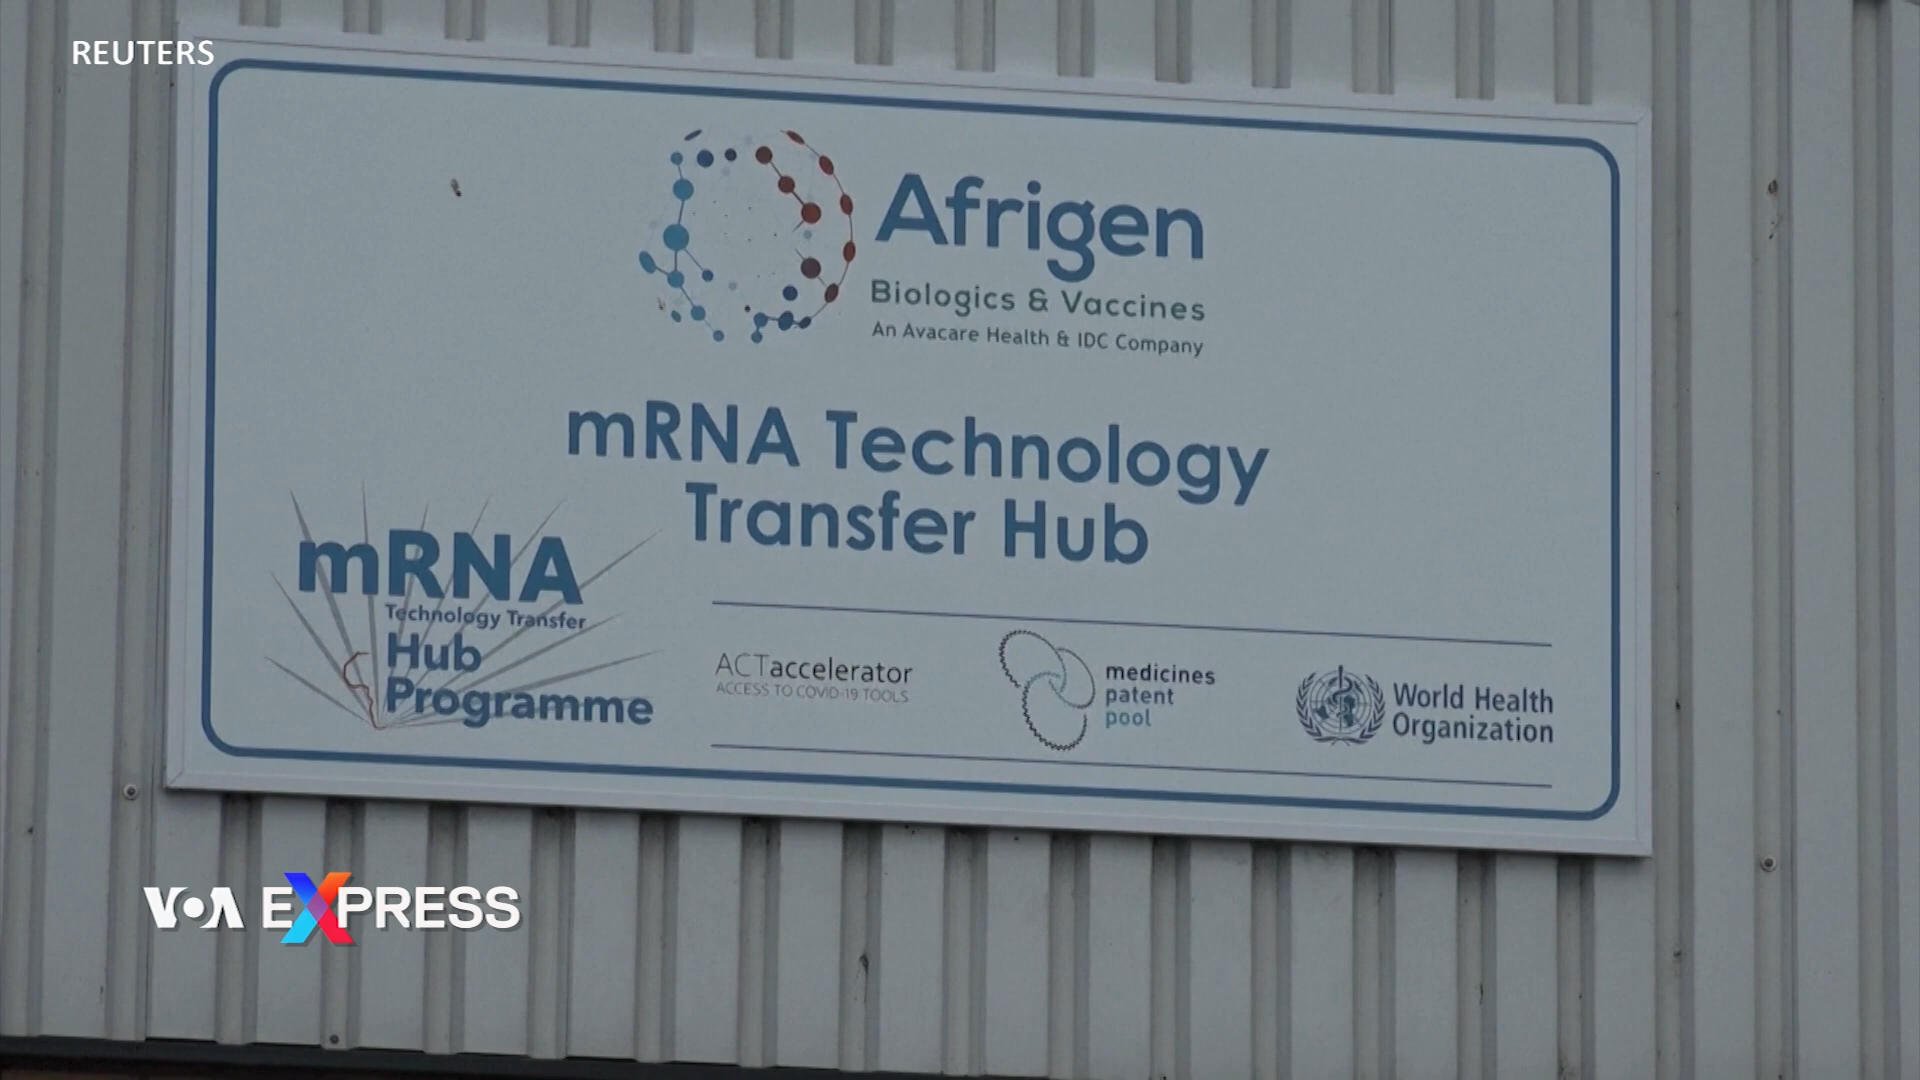 REUTERS
Afrigen
Biologics & Vaccines
An Avacare Health & IDC Company
mRNA Technology
Transfer Hub
mRNA
Technology Transfer
Hub
Programme
ACTaccelerator
ACCESS TO COVID-19 TOOLS
medicines
patent
pool
World Health
Organization
VOA EXPRESS